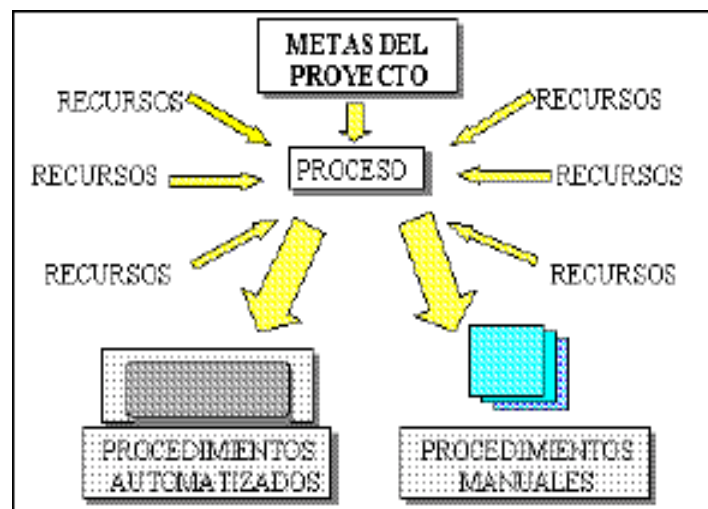 METAS DEL
PROYECTO
RECURSOS
RECURSOS
RECURSOS
PROCESO
RECURSOS
RECURSOS
RECURSOS
PROCEDIMIENTOS
AUTOMATIZADOS
PROCEDIMIENTOS
MANUALES